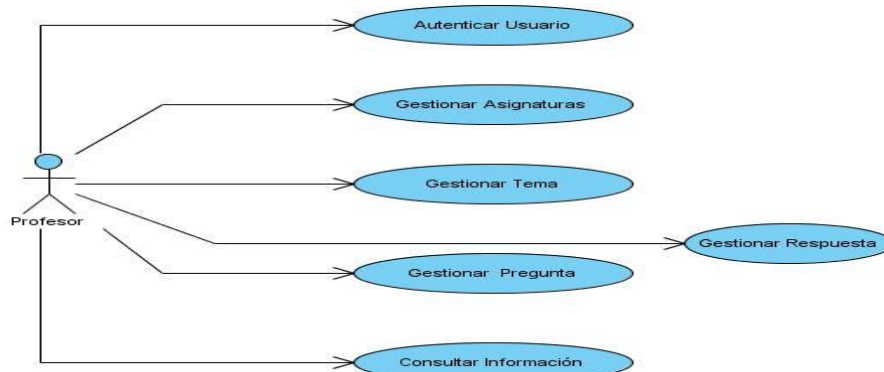 Autenticar Usuario
Gestionar Asignaturas
Gestionar Tema
Profesor
Gestionar Respuesta
Gestionar Pregunta
Consultar Información